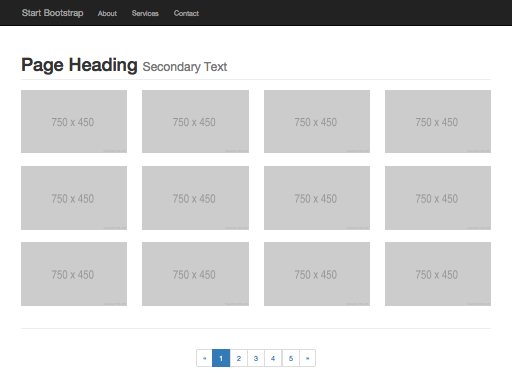 Start Bootstrap About Services Contact
Page Heading Secondary Text
750 x 450 750 x 450 750 x 450 750 x 450
750 x 450 750 x 450 750 x 450 750 x 450
750 x 450 750 x 450 750 x 450 750 x 450
« 1 2 3 4 5 »